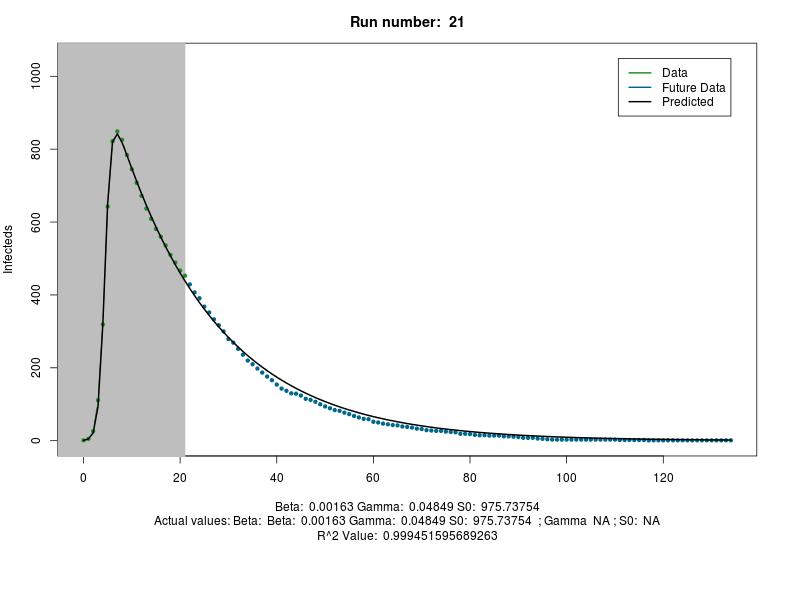 Run number: 21
1000
800
600
400
200
0
Infecteds
Data
Future Data
Predicted
0 20 40 60 80 100 120
Beta: 0.00163 Gamma: 0.04849 S0: 975.73754
Actual values: Beta: Beta: 0.00163 Gamma: 0.04849 S0: 975.73754 ; Gamma NA ; S0: NA
R^2 Value: 0.999451595689263